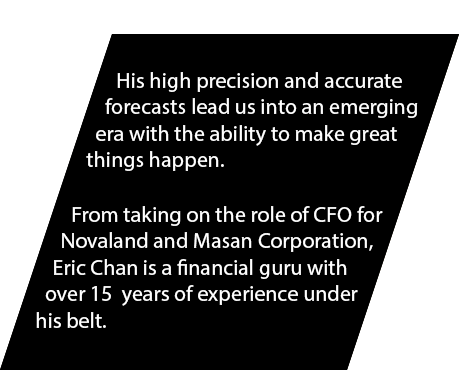 His high precision and accurate
forecasts lead us into an emerging
era with the ability to make great
things happen.
From taking on the role of CFO for
Novaland and Masan Corporation,
Eric Chan is a financial guru with
over 15  years of experience under
his belt.